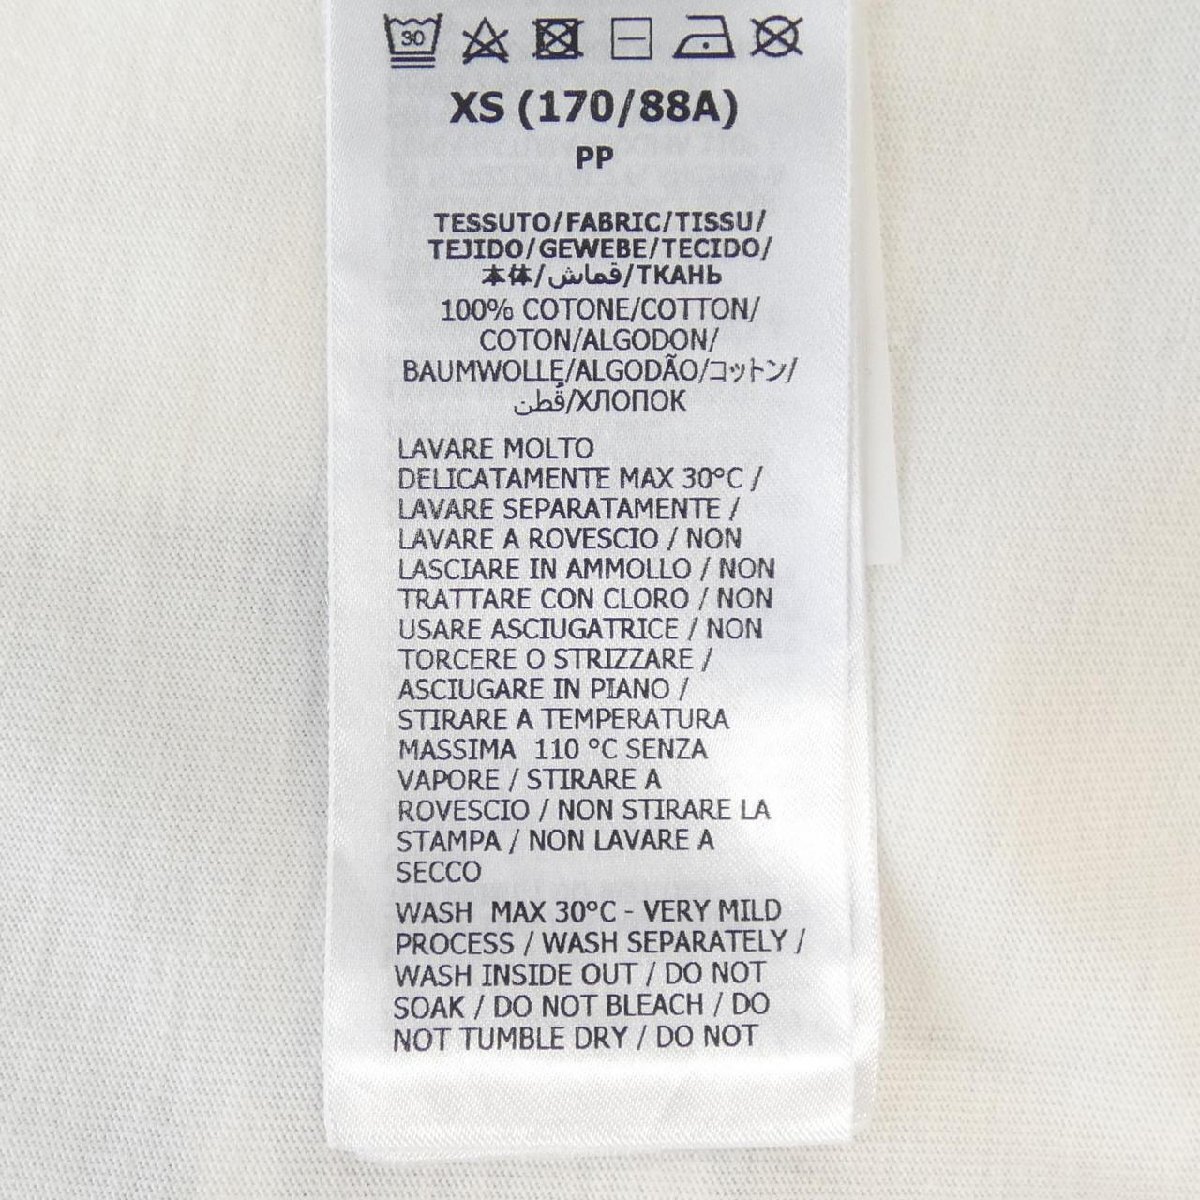 30
XS (170/88A)
PP
TESSUTO/FABRIC/TISSU/
TEJIDO/GEWEBE/TECIDO/
本体/قماش/ТКАНЬ
100% COTONE/COTTON/
COTON/ALGODON/
BAUMWOLLE/ALGODÃO/コットン/
قطن/ХЛОПОК
LAVARE MOLTO
DELICATAMENTE MAX 30°C /
LAVARE SEPARATAMENTE /
LAVARE A ROVESCIO / NON
LASCIARE IN AMMOLLO / NON
TRATTARE CON CLORO / NON
USARE ASCIUGATRICE / NON
TORCERE O STRIZZARE /
ASCIUGARE IN PIANO /
STIRARE A TEMPERATURA
MASSIMA 110 °C SENZA
VAPORE / STIRARE A
ROVESCIO / NON STIRARE LA
STAMPA / NON LAVARE A
SECCO
WASH MAX 30°C - VERY MILD
PROCESS / WASH SEPARATELY /
WASH INSIDE OUT / DO NOT
SOAK / DO NOT BLEACH / DO
NOT TUMBLE DRY / DO NOT